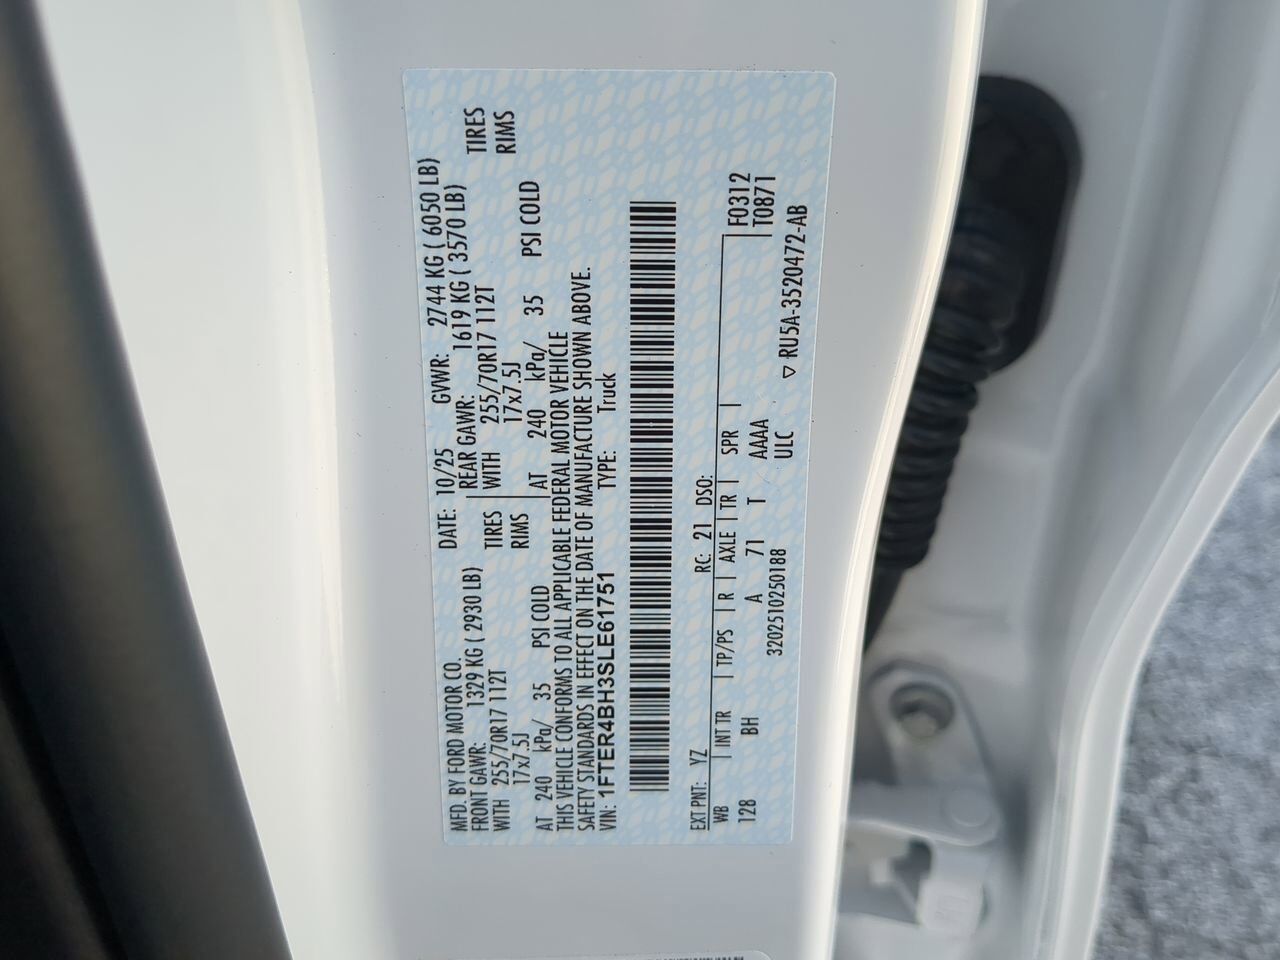 MFD. BY FORD MOTOR CO. DATE: 10/25 GVWR: 2744 KG ( 6050 LB)
FRONT GAWR: 1329 KG ( 2930 LB) REAR GAWR: 1619 KG ( 3570 LB)
WITH 255/70R17 112T TIRES WITH 255/70R17 112T TIRES
17x7.5J RIMS 17x7.5J RIMS
AT 240 kPa/ 35 PSI COLD AT 240 kPa/ 35 PSI COLD
THIS VEHICLE CONFORMS TO ALL APPLICABLE FEDERAL MOTOR VEHICLE
SAFETY STANDARDS IN EFFECT ON THE DATE OF MANUFACTURE SHOWN ABOVE.
VIN: 1FTER4BH3SLE61751 TYPE: Truck
EXT PNT: YZ RC: 21 DSO:
WB INT TR TP/PS R AXLE TR SPR F0312
128 BH A 71 T AAAA T0871
3202510250188 ULC ▽ RU5A-3520472-AB